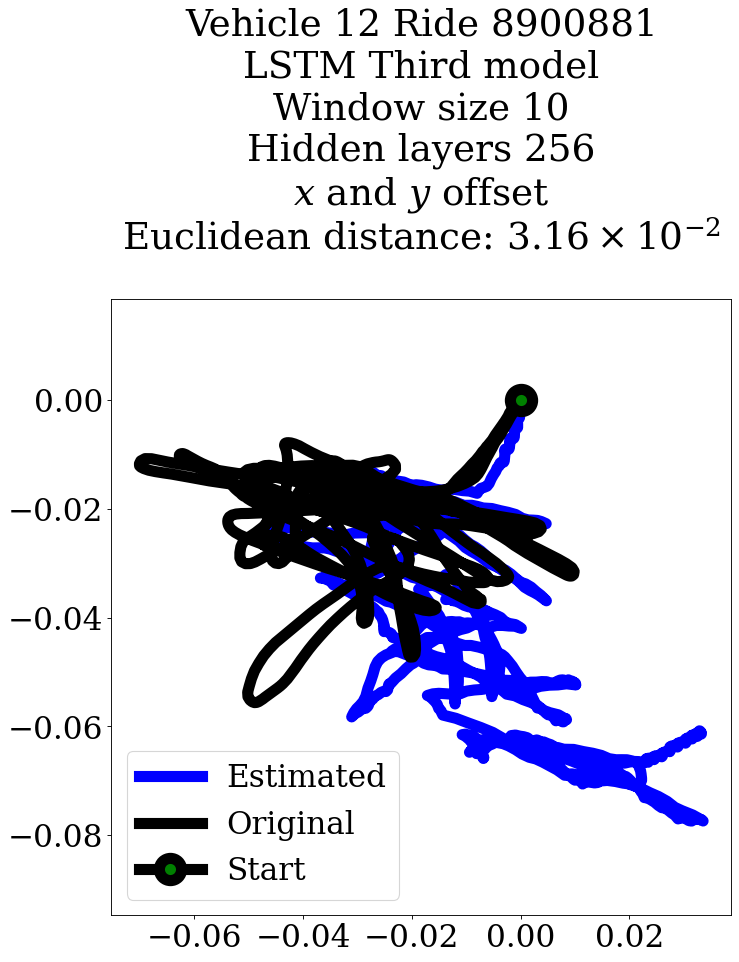 Vehicle 12 Ride 8900881
LSTM Third model
Window size 10
Hidden layers 256
x and y offset
Euclidean distance: 3.16 × 10⁻²
0.00
−0.02
−0.04
−0.06
−0.08
Estimated
Original
Start
−0.06 −0.04 −0.02 0.00 0.02